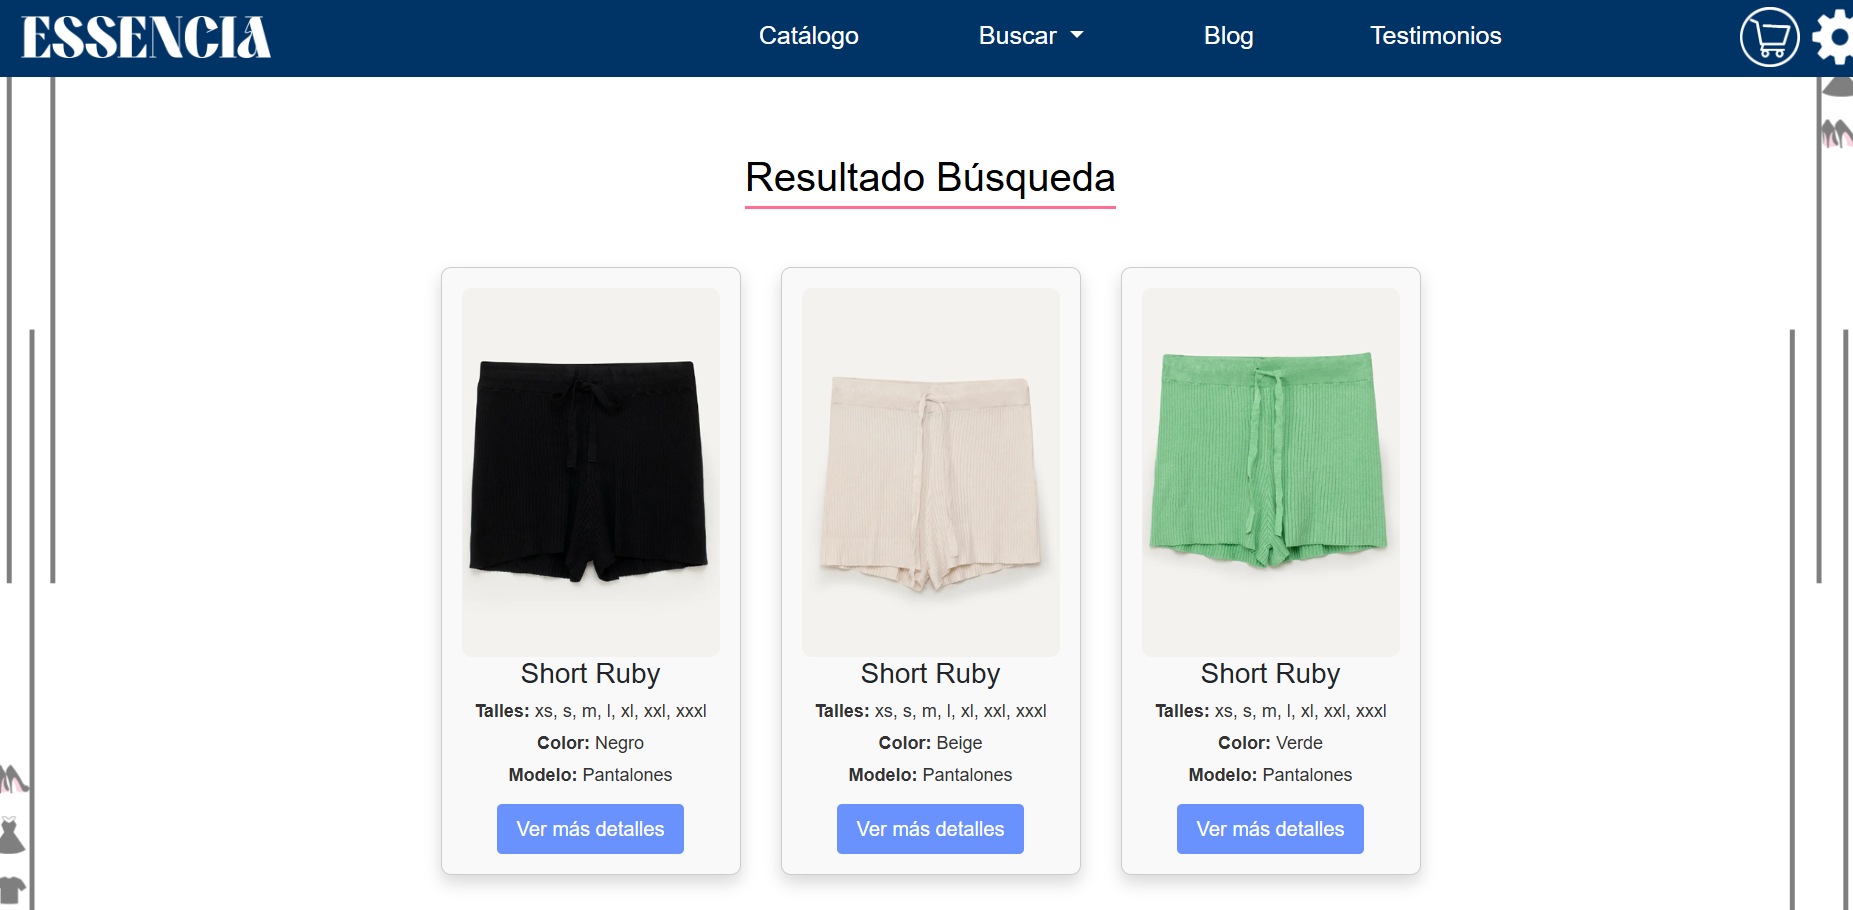 ESSENCIA
Catálogo
Buscar
Blog
Testimonios
Resultado Búsqueda
Short Ruby
Talles: xs, s, m, l, xl, xxl, xxxl
Color: Negro
Modelo: Pantalones
Ver más detalles
Short Ruby
Talles: xs, s, m, l, xl, xxl, xxxl
Color: Beige
Modelo: Pantalones
Ver más detalles
Short Ruby
Talles: xs, s, m, l, xl, xxl, xxxl
Color: Verde
Modelo: Pantalones
Ver más detalles